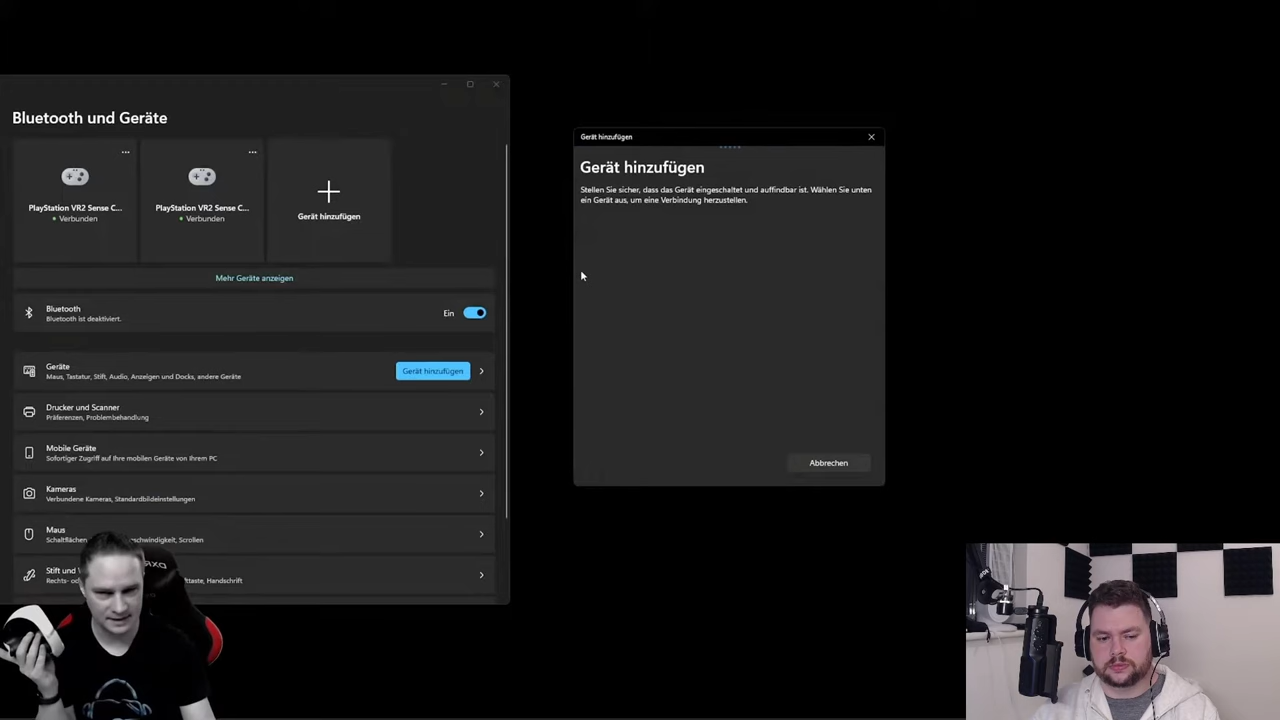 Bluetooth und Geräte
PlayStation VR2 Sense C...
Verbunden
PlayStation VR2 Sense C...
Verbunden
Gerät hinzufügen
Mehr Geräte anzeigen
Bluetooth
Bluetooth ist deaktiviert.
Ein
Geräte
Maus, Tastatur, Stift, Audio, Anzeigen und Docks, andere Geräte
Gerät hinzufügen
Drucker und Scanner
Präferenzen, Problembehandlung
Mobile Geräte
Sofortiger Zugriff auf Ihre mobilen Geräte von Ihrem PC
Kameras
Verbundene Kameras, Standardbildeinstellungen
Maus
Schaltflächen
schwindigkeit, Scrollen
Stift und
Rechts- od
fttaste, Handschrift
Gerät hinzufügen
Gerät hinzufügen
Stellen Sie sicher, dass das Gerät eingeschaltet und auffindbar ist. Wählen Sie unten
ein Gerät aus, um eine Verbindung herzustellen.
Abbrechen